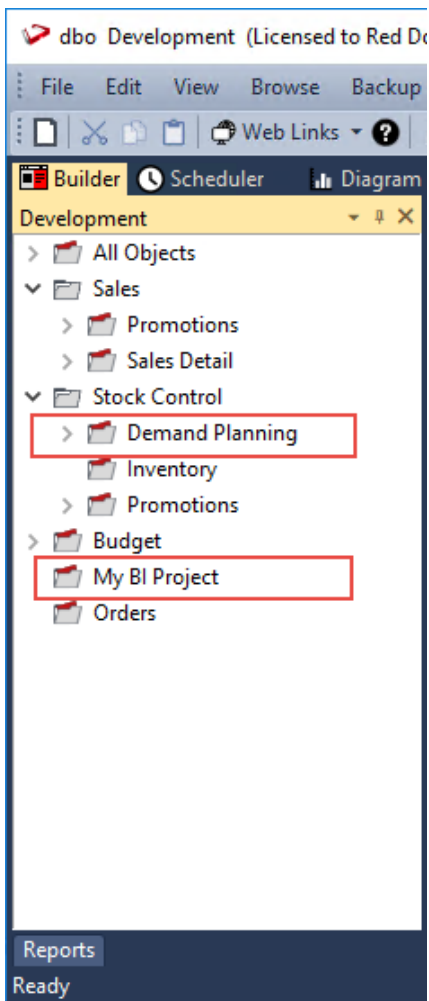 dbo Development (Licensed to Red Do
File Edit View Browse Backup
Web Links
Builder Scheduler Diagram
Development
All Objects
Sales
Promotions
Sales Detail
Stock Control
Demand Planning
Inventory
Promotions
Budget
My BI Project
Orders
Reports
Ready